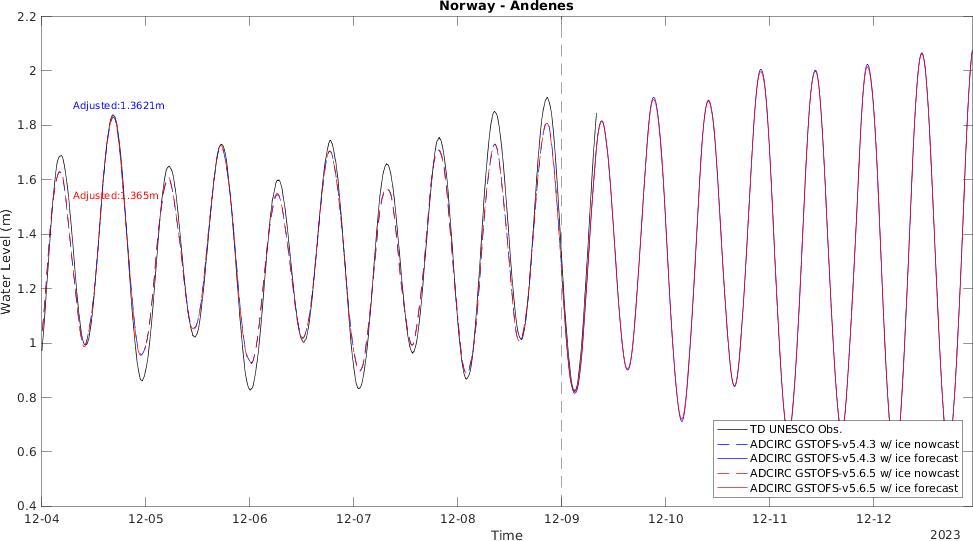 Norway - Andenes
2.2
2
1.8
1.6
1.4
1.2
1
0.8
0.6
0.4
Water Level (m)
Adjusted:1.3621m
Adjusted:1.365m
TD UNESCO Obs.
ADCIRC GSTOFS-v5.4.3 w/ ice nowcast
ADCIRC GSTOFS-v5.4.3 w/ ice forecast
ADCIRC GSTOFS-v5.6.5 w/ ice nowcast
ADCIRC GSTOFS-v5.6.5 w/ ice forecast
12-04 12-05 12-06 12-07 12-08 12-09 12-10 12-11 12-12
Time
2023